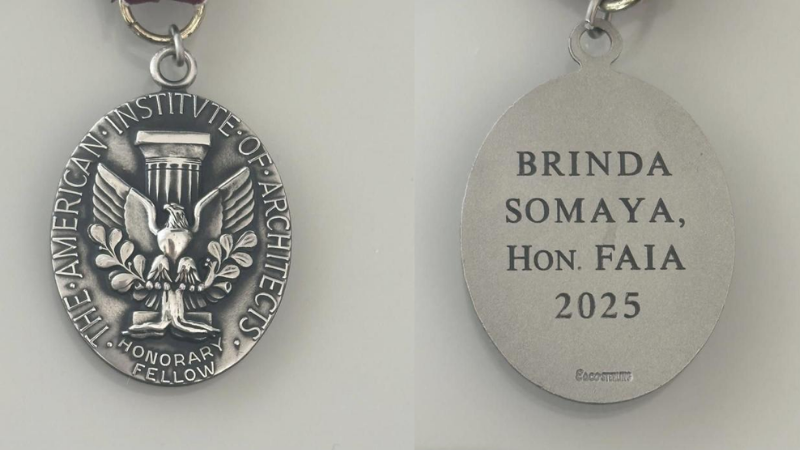 THE·AMERICAN·INSTITVTE·OF·ARCHITECTS·
·HONORARY
FELLOW
BRINDA
SOMAYA,
HON. FAIA
2025